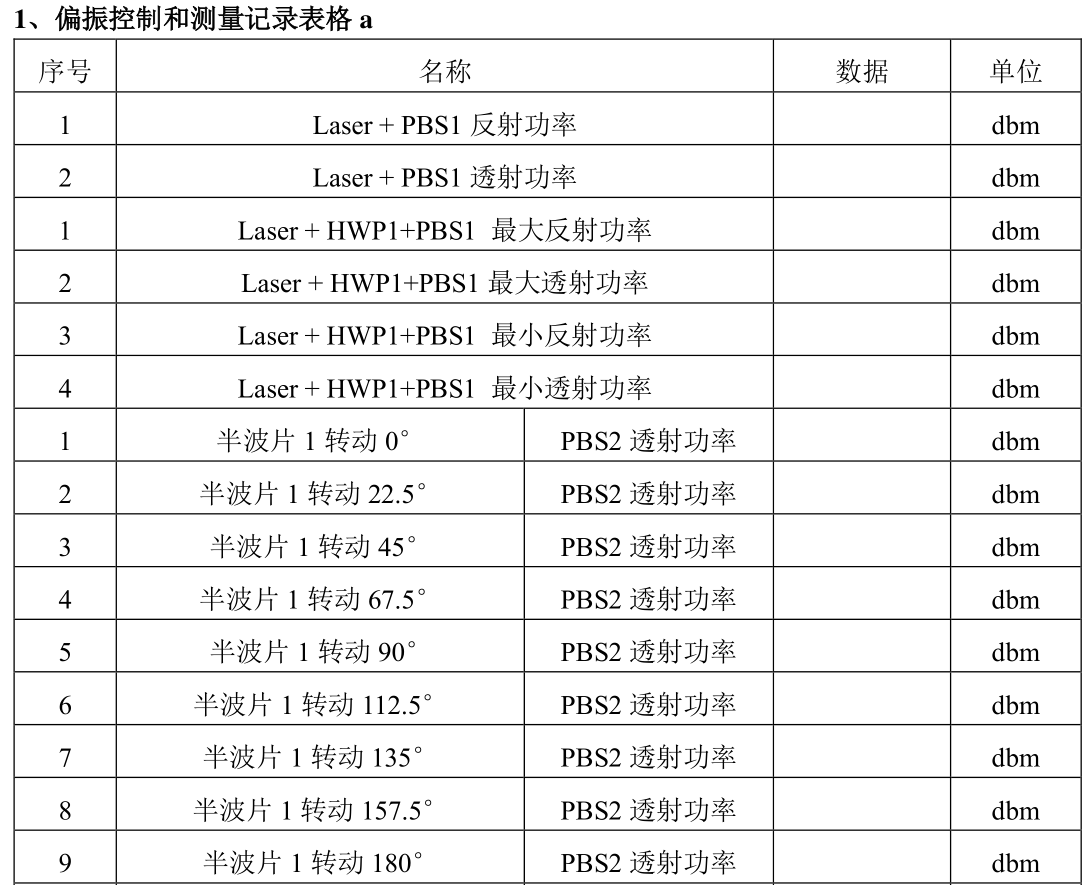 1、偏振控制和测量记录表格 a
序号 名称 数据 单位
1 Laser + PBS1 反射功率 dbm
2 Laser + PBS1 透射功率 dbm
1 Laser + HWP1+PBS1 最大反射功率 dbm
2 Laser + HWP1+PBS1 最大透射功率 dbm
3 Laser + HWP1+PBS1 最小反射功率 dbm
4 Laser + HWP1+PBS1 最小透射功率 dbm
1 半波片 1 转动 0° PBS2 透射功率 dbm
2 半波片 1 转动 22.5° PBS2 透射功率 dbm
3 半波片 1 转动 45° PBS2 透射功率 dbm
4 半波片 1 转动 67.5° PBS2 透射功率 dbm
5 半波片 1 转动 90° PBS2 透射功率 dbm
6 半波片 1 转动 112.5° PBS2 透射功率 dbm
7 半波片 1 转动 135° PBS2 透射功率 dbm
8 半波片 1 转动 157.5° PBS2 透射功率 dbm
9 半波片 1 转动 180° PBS2 透射功率 dbm